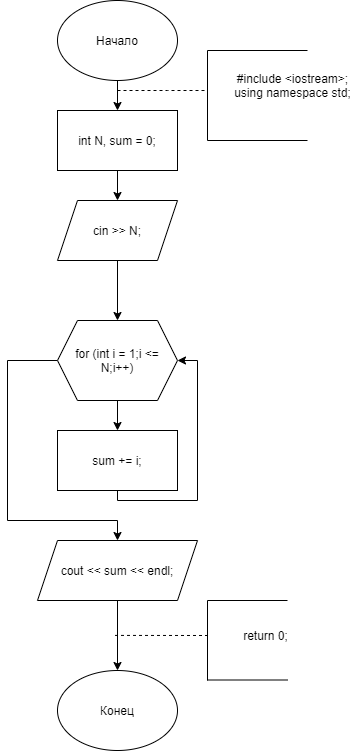 Начало
#include <iostream>;
using namespace std;
int N, sum = 0;
cin >> N;
for (int i = 1;i <=
N;i++)
sum += i;
cout << sum << endl;
return 0;
Конец